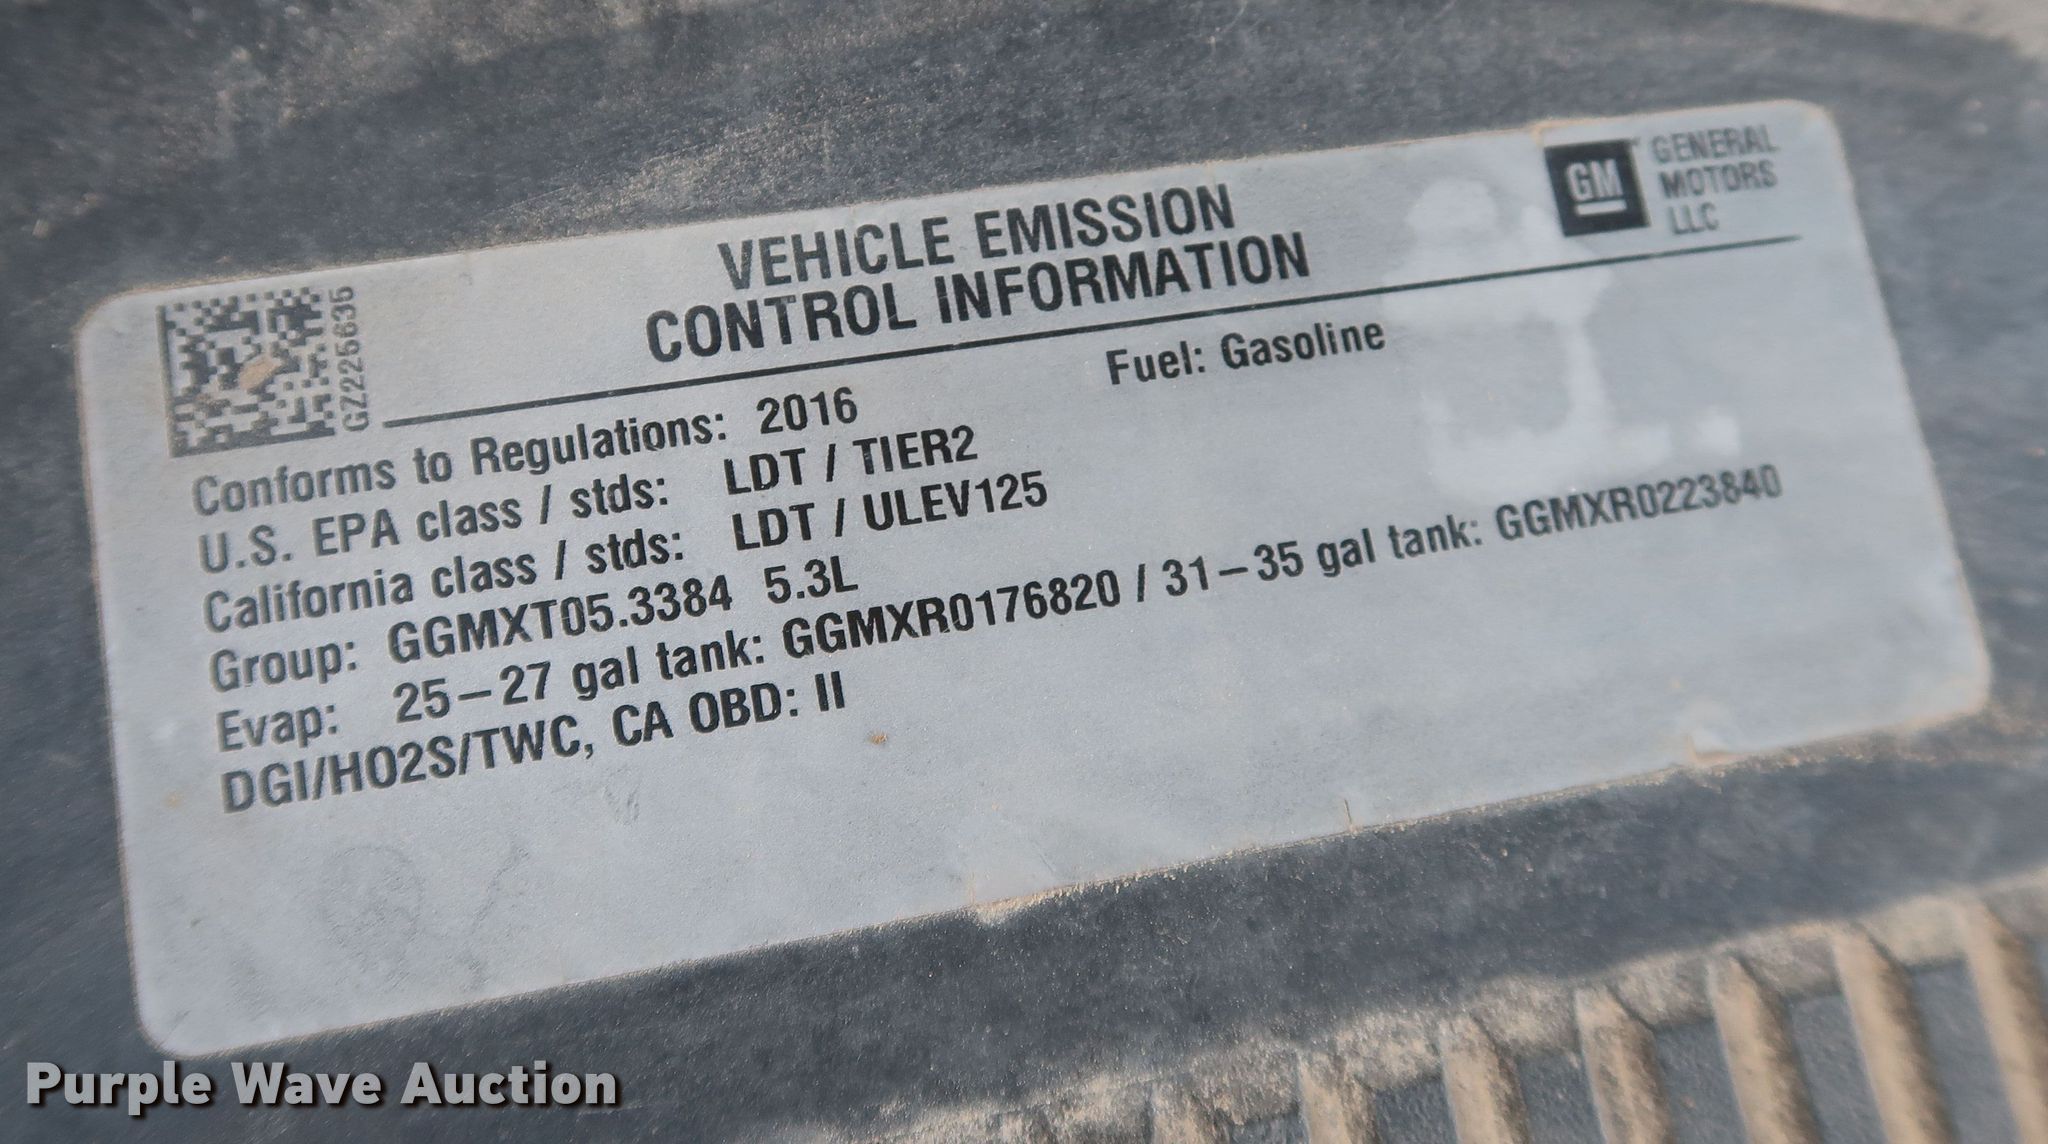 GZ225635
VEHICLE EMISSION
CONTROL INFORMATION
GM
GENERAL
MOTORS
LLC
Conforms to Regulations: 2016
Fuel: Gasoline
U.S. EPA class / stds: LDT / TIER2
California class / stds: LDT / ULEV125
Group: GGMXT05.3384 5.3L
Evap: 25-27 gal tank: GGMXR0176820 / 31-35 gal tank: GGMXR0223840
DGI/HO2S/TWC, CA OBD: II
Purple Wave Auction